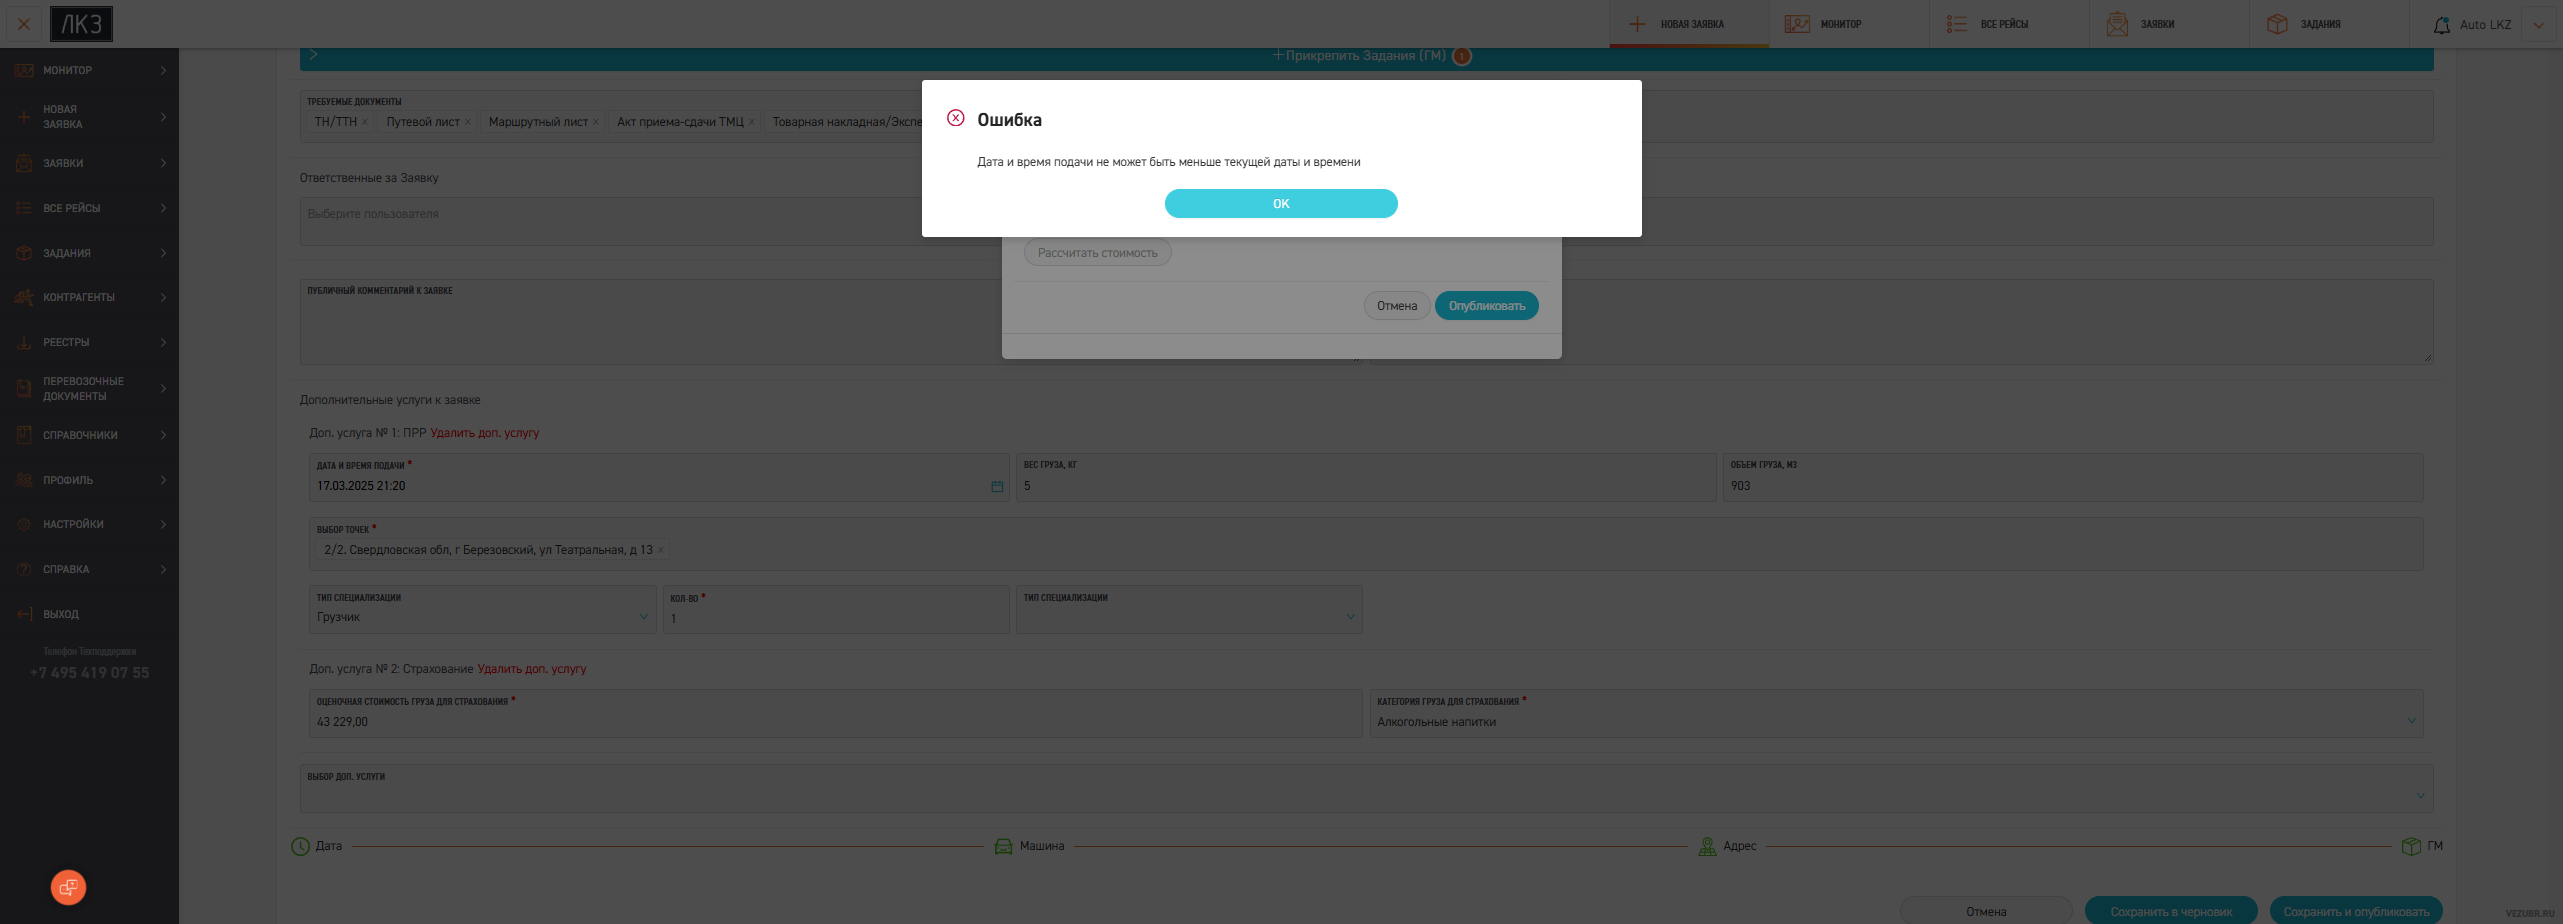 ЛКЗ
НОВАЯ ЗАЯВКА
МОНИТОР
ВСЕ РЕЙСЫ
ЗАЯВКИ
ЗАДАНИЯ
Auto LKZ
МОНИТОР
НОВАЯ
ЗАЯВКА
ЗАЯВКИ
ВСЕ РЕЙСЫ
ЗАДАНИЯ
КОНТРАГЕНТЫ
РЕЕСТРЫ
ПЕРЕВОЗОЧНЫЕ
ДОКУМЕНТЫ
СПРАВОЧНИКИ
ПРОФИЛЬ
НАСТРОЙКИ
СПРАВКА
ВЫХОД
Телефон Техподдержки
+7 495 419 07 55
Прикрепить Задания (ГМ) 1
ТРЕБУЕМЫЕ ДОКУМЕНТЫ
ТН/ТТН Путевой лист Маршрутный лист Акт приема-сдачи ТМЦ Товарная накладная/Экспе
Ошибка
Дата и время подачи не может быть меньше текущей даты и времени
OK
Ответственные за Заявку
Выберите пользователя
Рассчитать стоимость
Отмена
Опубликовать
ПУБЛИЧНЫЙ КОММЕНТАРИЙ К ЗАЯВКЕ
Дополнительные услуги к заявке
Доп. услуга № 1: ПРР Удалить доп. услугу
ДАТА И ВРЕМЯ ПОДАЧИ *
17.03.2025 21:20
ВЕС ГРУЗА, КГ
5
ОБЪЕМ ГРУЗА, М3
903
ВЫБОР ТОЧЕК *
2/2. Свердловская обл, г Березовский, ул Театральная, д 13
ТИП СПЕЦИАЛИЗАЦИИ
Грузчик
КОЛ-ВО *
1
ТИП СПЕЦИАЛИЗАЦИИ
Доп. услуга № 2: Страхование Удалить доп. услугу
ОЦЕНОЧНАЯ СТОИМОСТЬ ГРУЗА ДЛЯ СТРАХОВАНИЯ *
43 229,00
КАТЕГОРИЯ ГРУЗА ДЛЯ СТРАХОВАНИЯ *
Алкогольные напитки
ВЫБОР ДОП. УСЛУГИ
Дата
Машина
Адрес
ГМ
Отмена
Сохранить в черновик
Сохранить и опубликовать
VEZUBR.RU